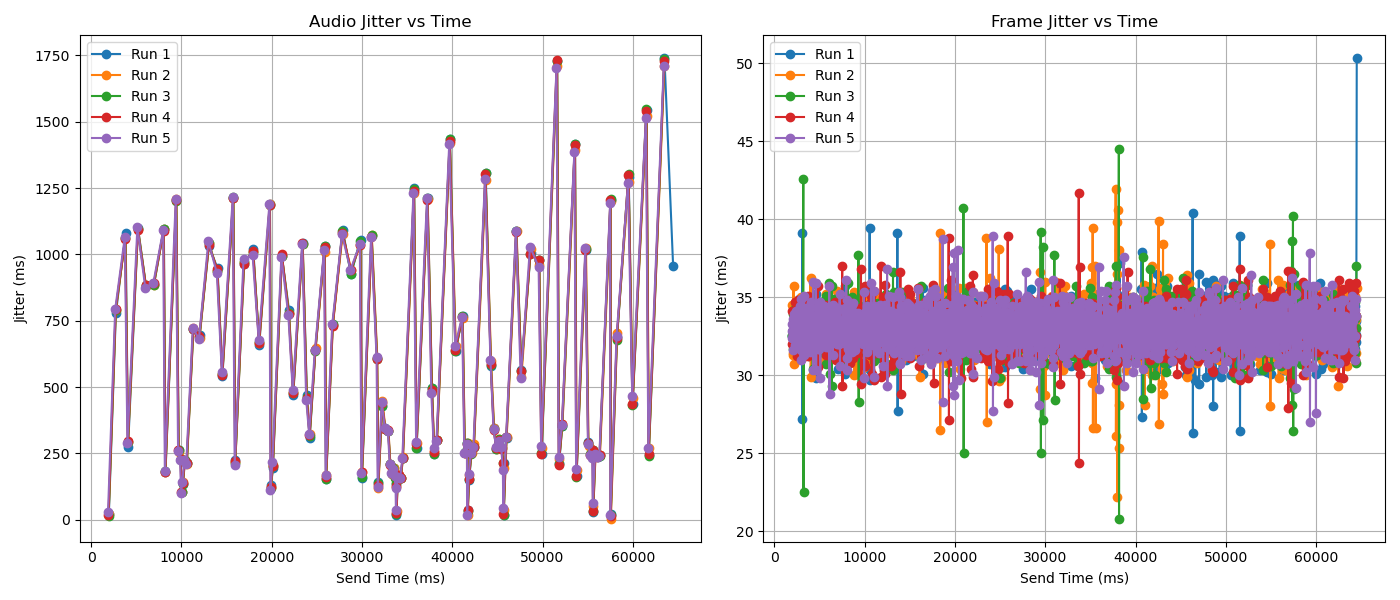 Audio Jitter vs Time
Jitter (ms)
1750
1500
1250
1000
750
500
250
0
Run 1
Run 2
Run 3
Run 4
Run 5
0 10000 20000 30000 40000 50000 60000
Send Time (ms)
Frame Jitter vs Time
Jitter (ms)
50
45
40
35
30
25
20
Run 1
Run 2
Run 3
Run 4
Run 5
0 10000 20000 30000 40000 50000 60000
Send Time (ms)